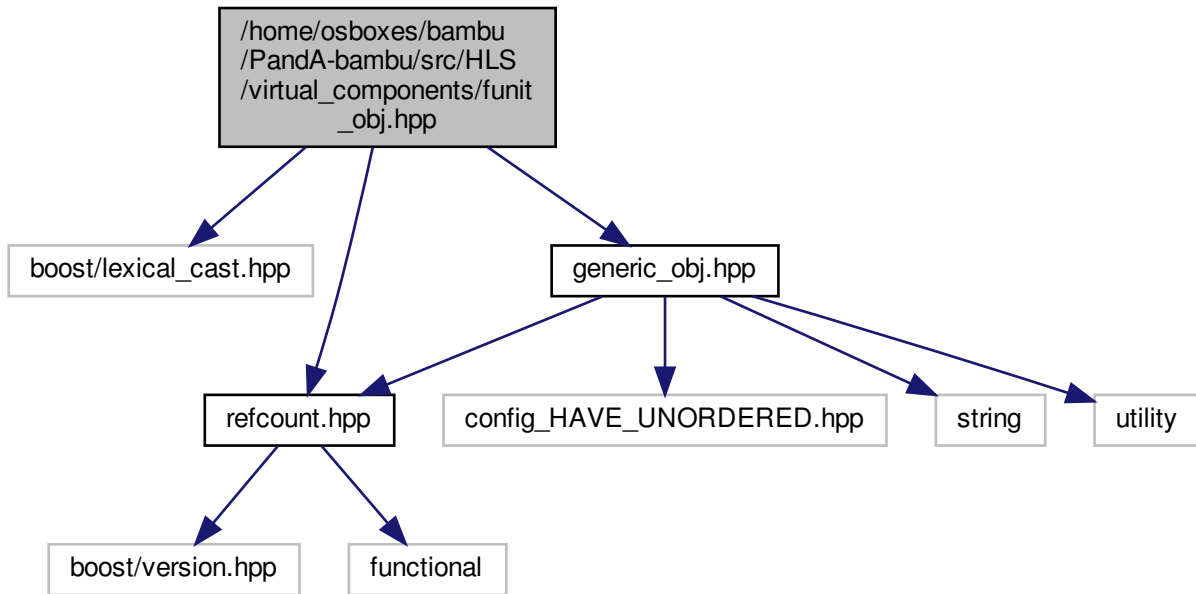 /home/osboxes/bambu
/PandA-bambu/src/HLS
/virtual_components/funit
_obj.hpp
boost/lexical_cast.hpp
generic_obj.hpp
refcount.hpp
config_HAVE_UNORDERED.hpp
string
utility
boost/version.hpp
functional